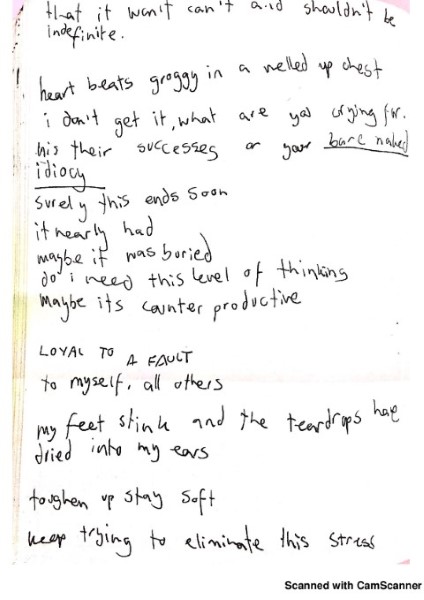 that it won't can't and shouldn't be
indefinite.
heart beats groggy in a welled up chest
i don't get it, what are you crying for.
his their successes or your bare naked
idiocy
surely this ends soon
it nearly had
maybe if was buried
do i need this level of thinking
maybe its counter productive
LOYAL TO A FAULT
to myself, all others
my feet stink and the teardrops have
dried into my ears
toughen up stay soft
keep trying to eliminate this stress
Scanned with CamScanner